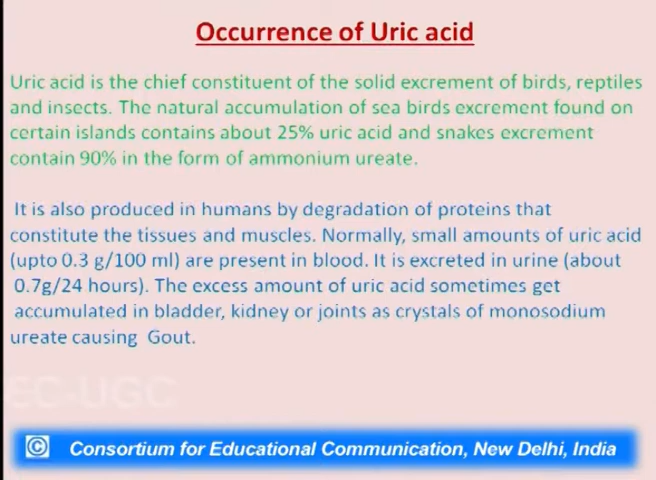 Occurrence of Uric acid
Uric acid is the chief constituent of the solid excrement of birds, reptiles
and insects. The natural accumulation of sea birds excrement found on
certain islands contains about 25% uric acid and snakes excrement
contain 90% in the form of ammonium ureate.
It is also produced in humans by degradation of proteins that
constitute the tissues and muscles. Normally, small amounts of uric acid
(upto 0.3 g/100 ml) are present in blood. It is excreted in urine (about
0.7g/24 hours). The excess amount of uric acid sometimes get
accumulated in bladder, kidney or joints as crystals of monosodium
ureate causing Gout.
EC-UGC
© Consortium for Educational Communication, New Delhi, India